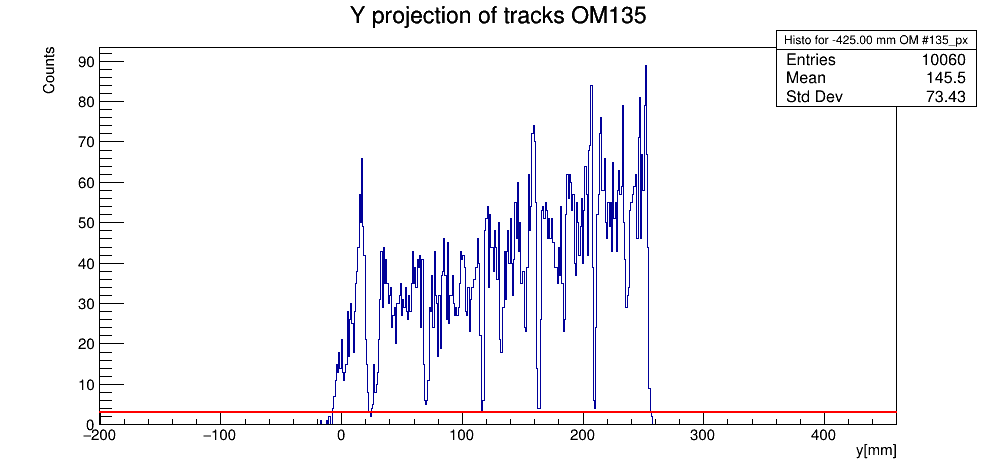 Y projection of tracks OM135
Histo for -425.00 mm OM #135_px
Entries 10060
Mean 145.5
Std Dev 73.43
Counts
90
80
70
60
50
40
30
20
10
0
−200 −100 0 100 200 300 400
y[mm]